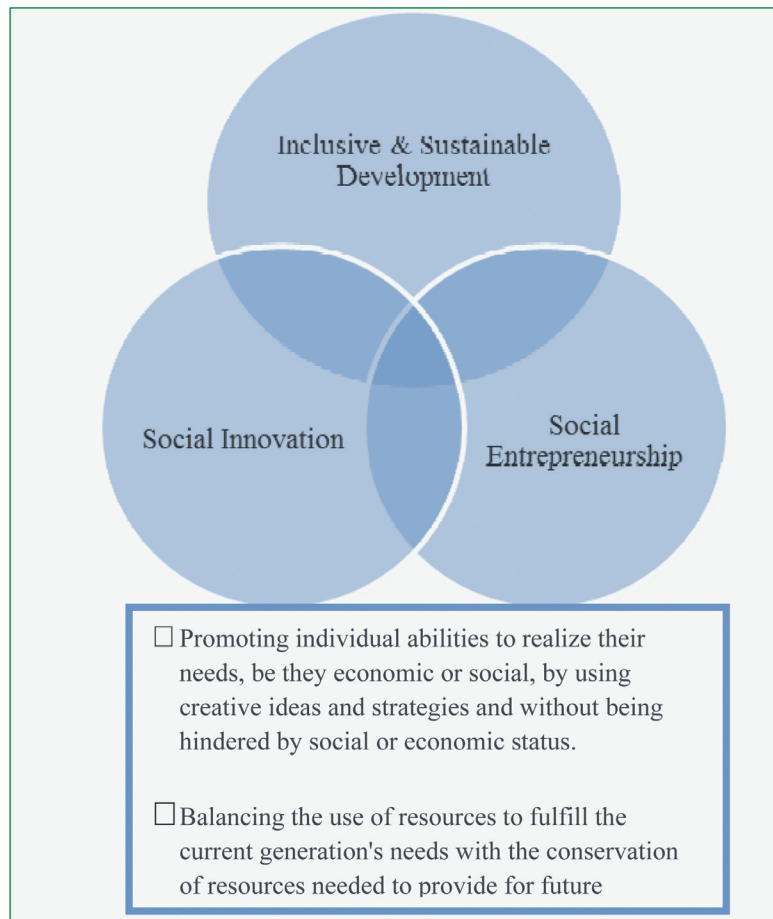 Inclusive & Sustainable
Development
Social Innovation
Social
Entrepreneurship
□ Promoting individual abilities to realize their
needs, be they economic or social, by using
creative ideas and strategies and without being
hindered by social or economic status.
□ Balancing the use of resources to fulfill the
current generation's needs with the conservation
of resources needed to provide for future